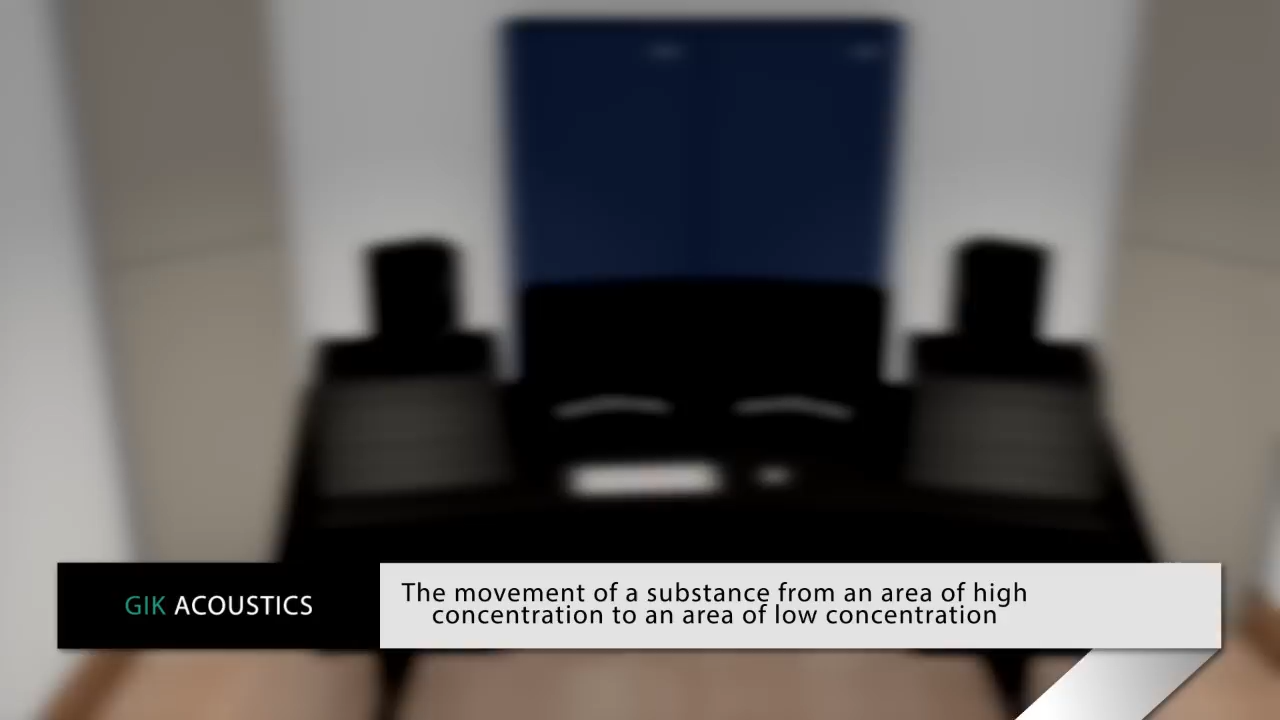 GIK ACOUSTICS
The movement of a substance from an area of high
concentration to an area of low concentration